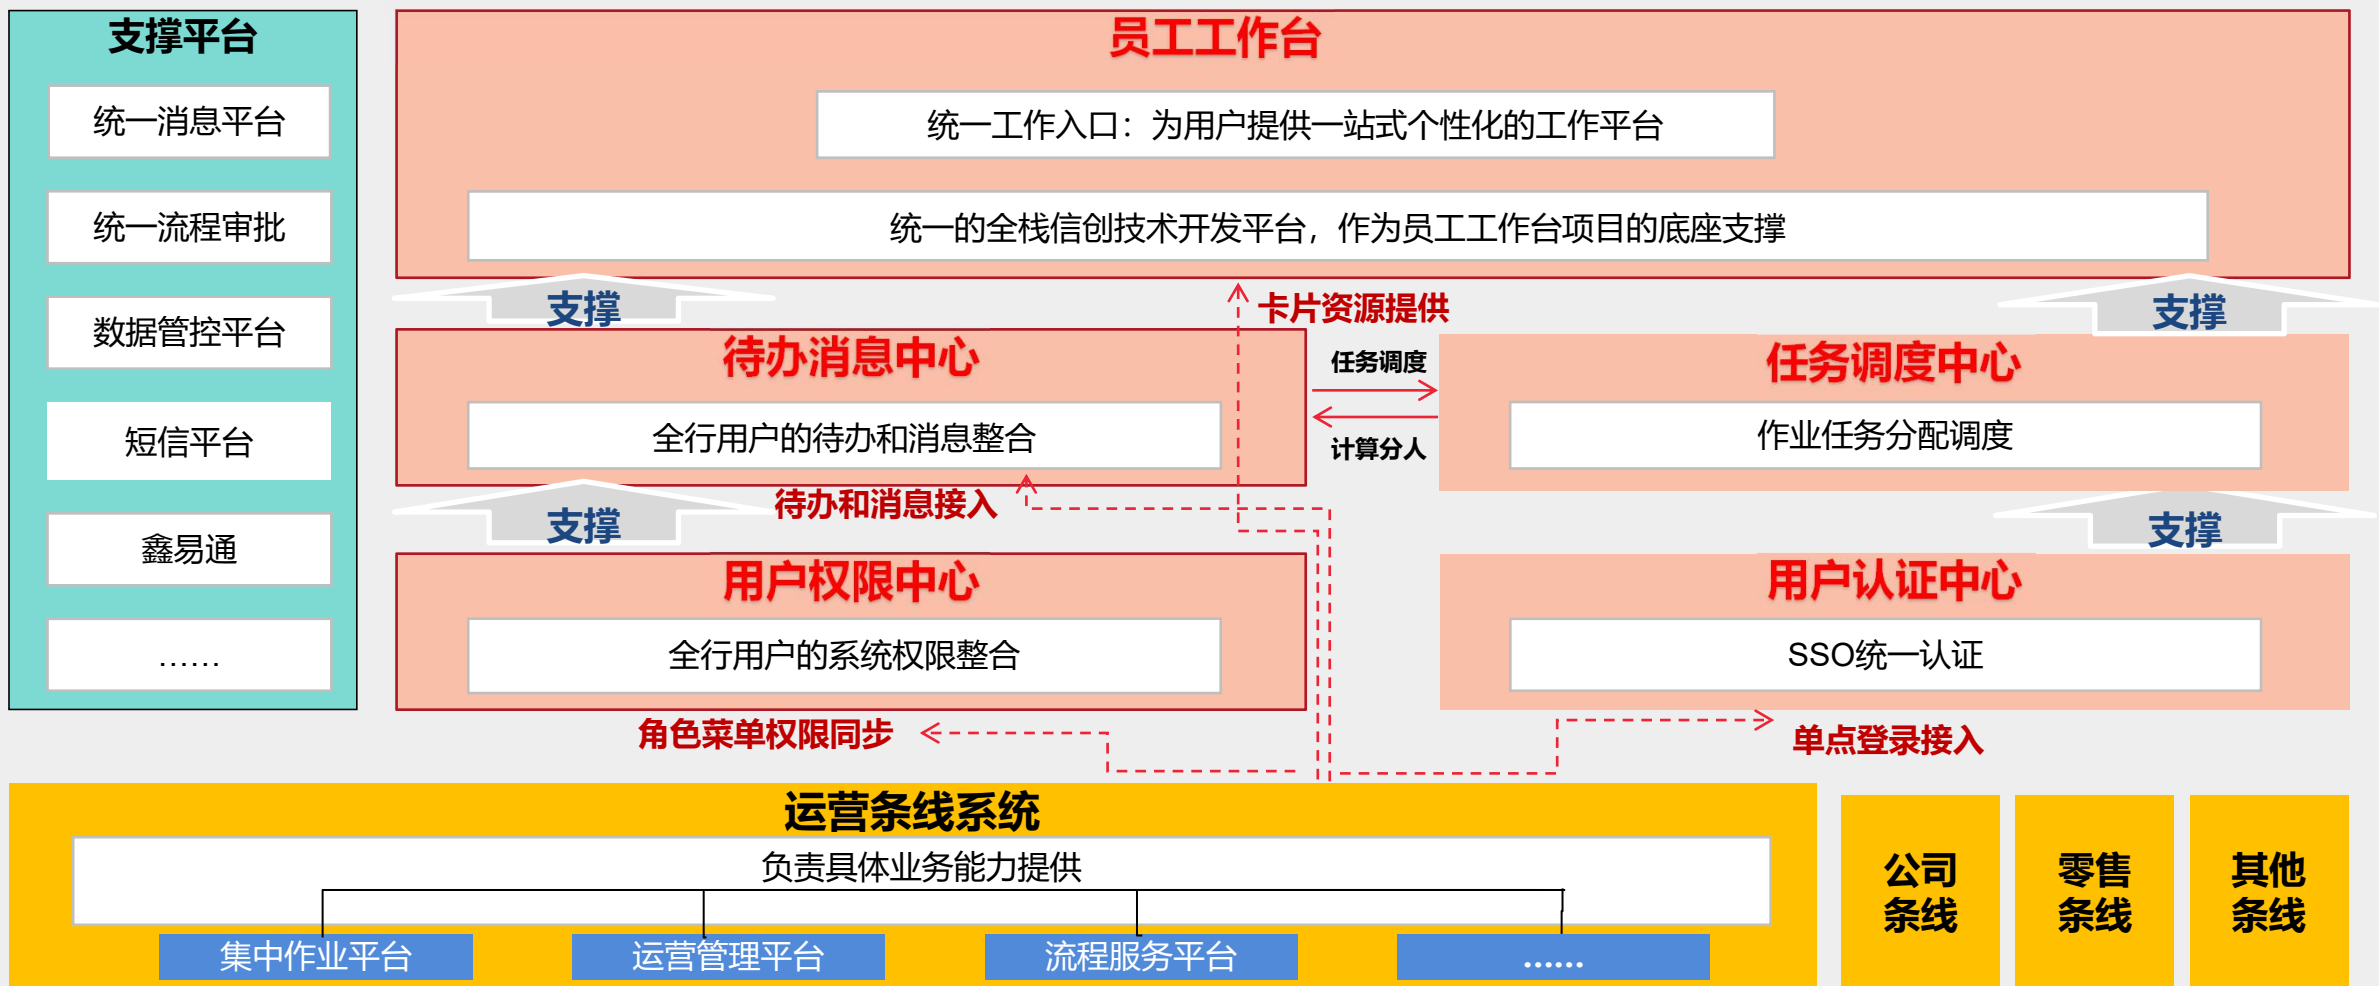 支撑平台
统一消息平台
统一流程审批
数据管控平台
短信平台
鑫易通
......
员工工作台
统一工作入口：为用户提供一站式个性化的工作平台
统一的全栈信创技术开发平台，作为员工工作台项目的底座支撑
支撑
卡片资源提供
支撑
待办消息中心
全行用户的待办和消息整合
任务调度
计算分人
任务调度中心
作业任务分配调度
支撑
待办和消息接入
支撑
用户权限中心
全行用户的系统权限整合
用户认证中心
SSO统一认证
角色菜单权限同步
单点登录接入
运营条线系统
负责具体业务能力提供
集中作业平台
运营管理平台
流程服务平台
......
公司
条线
零售
条线
其他
条线